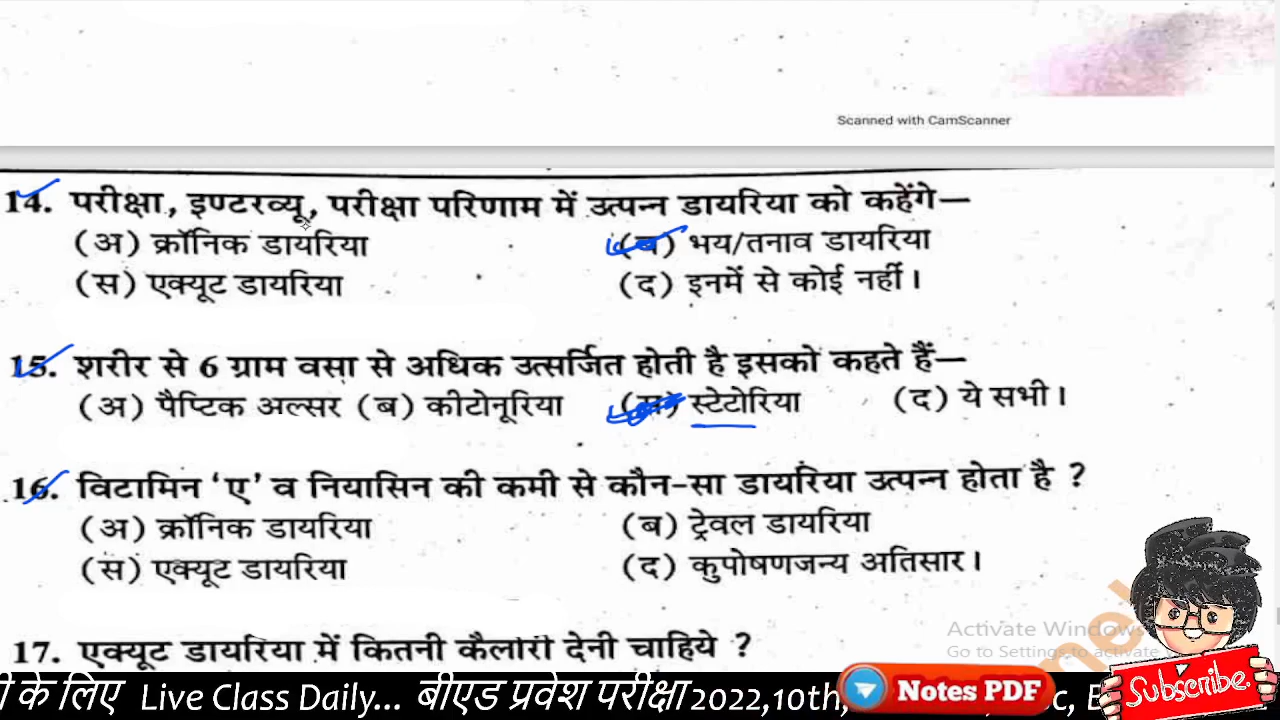 Scanned with CamScanner
14. परीक्षा, इण्टरव्यू, परीक्षा परिणाम में उत्पन्न डायरिया को कहेंगे—
(अ) क्रॉनिक डायरिया (ब) भय/तनाव डायरिया
(स) एक्यूट डायरिया (द) इनमें से कोई नहीं।
15. शरीर से 6 ग्राम वसा से अधिक उत्सर्जित होती है इसको कहते हैं—
(अ) पैप्टिक अल्सर (ब) कीटोनूरिया (स) स्टेटोरिया (द) ये सभी।
16. विटामिन ‘ए’ व नियासिन की कमी से कौन-सा डायरिया उत्पन्न होता है ?
(अ) क्रॉनिक डायरिया (ब) ट्रेवल डायरिया
(स) एक्यूट डायरिया (द) कुपोषणजन्य अतिसार।
Activate Windows
Go to Settings to activate
17. एक्यूट डायरिया में कितनी कैलोरी देनी चाहिये ?
के लिए Live Class Daily... बीएड प्रवेश परीक्षा 2022,10th,
Notes PDF
Subscribe